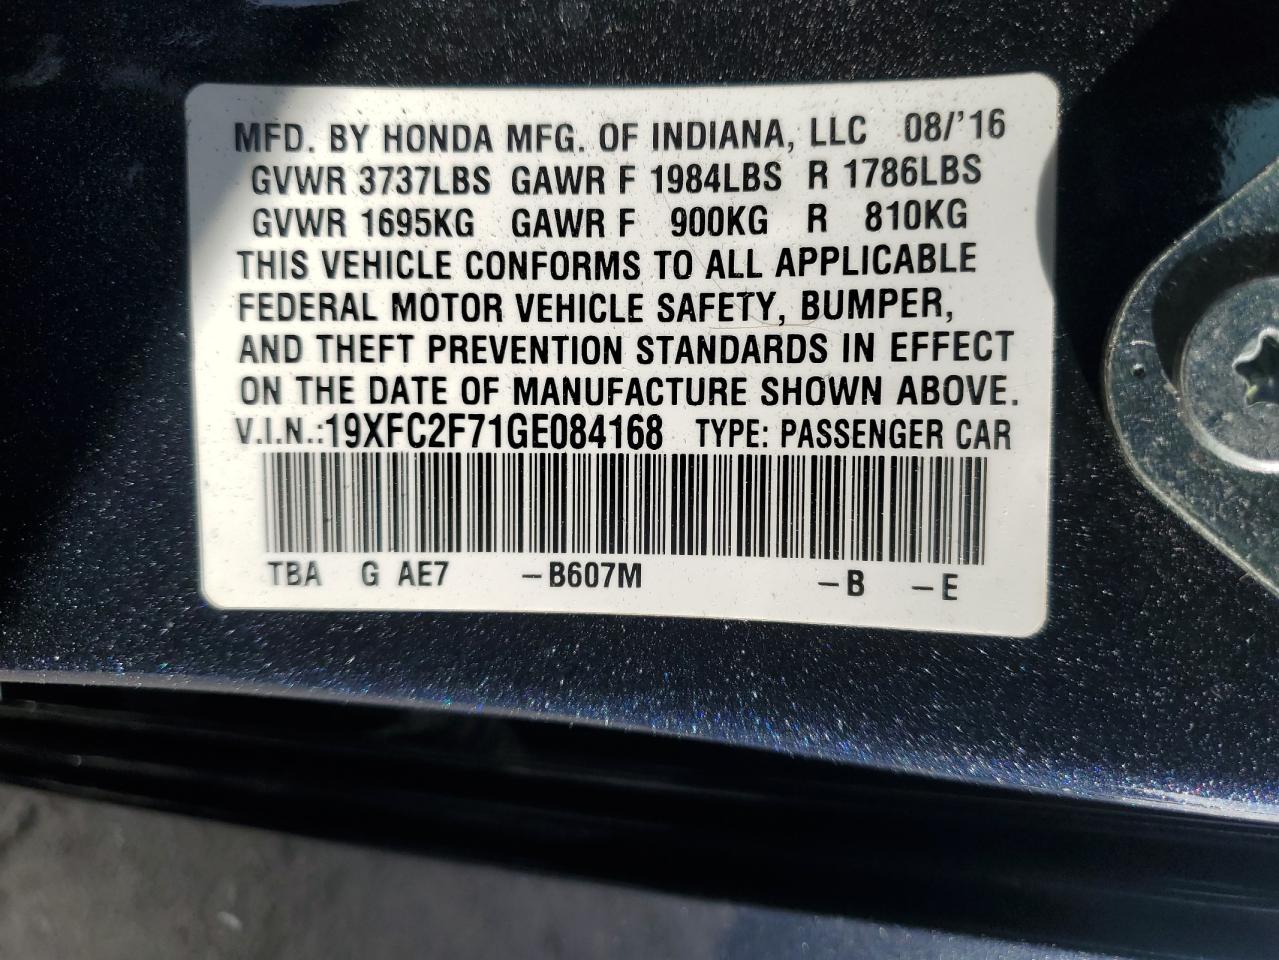 MFD. BY HONDA MFG. OF INDIANA, LLC 08/'16
GVWR 3737LBS GAWR F 1984LBS R 1786LBS
GVWR 1695KG GAWR F 900KG R 810KG
THIS VEHICLE CONFORMS TO ALL APPLICABLE
FEDERAL MOTOR VEHICLE SAFETY, BUMPER,
AND THEFT PREVENTION STANDARDS IN EFFECT
ON THE DATE OF MANUFACTURE SHOWN ABOVE.
V.I.N.:19XFC2F71GE084168 TYPE: PASSENGER CAR
TBA G AE7 –B607M –B –E